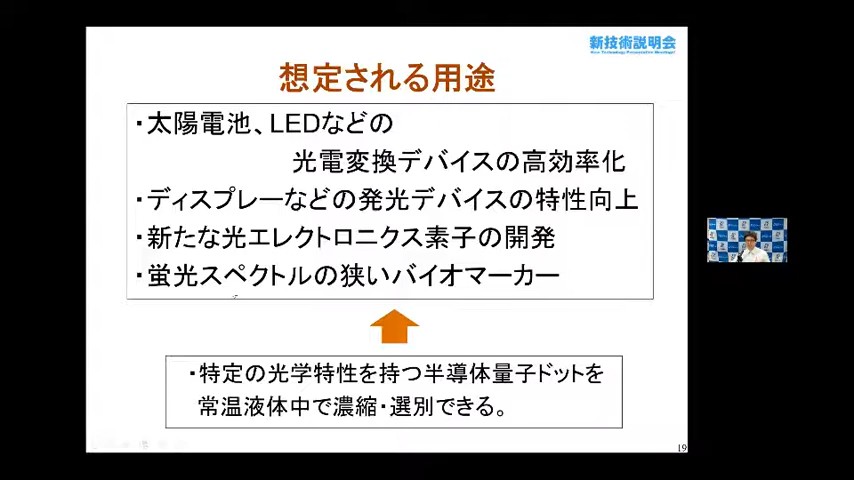 新技術説明会
New Technology Presentation Meetings!
想定される用途
・太陽電池、LEDなどの
光電変換デバイスの高効率化
・ディスプレーなどの発光デバイスの特性向上
・新たな光エレクトロニクス素子の開発
・蛍光スペクトルの狭いバイオマーカー
・特定の光学特性を持つ半導体量子ドットを
常温液体中で濃縮・選別できる。
19